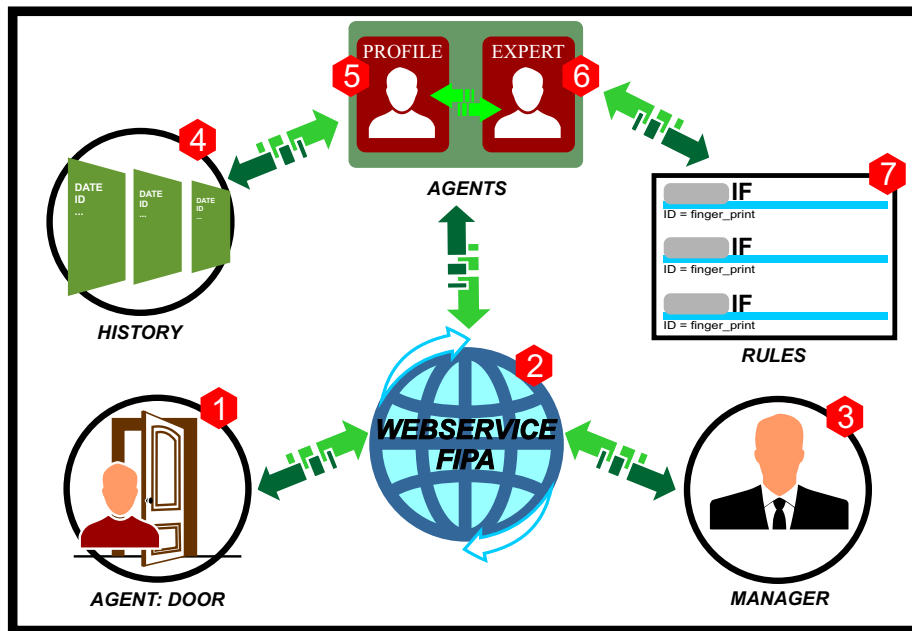 PROFILE
EXPERT
5
6
AGENTS
4
DATE
ID
...
DATE
ID
...
DATE
ID
...
HISTORY
7
IF
ID = finger_print
IF
ID = finger_print
IF
ID = finger_print
RULES
2
WEBSERVICE
FIPA
1
AGENT: DOOR
3
MANAGER